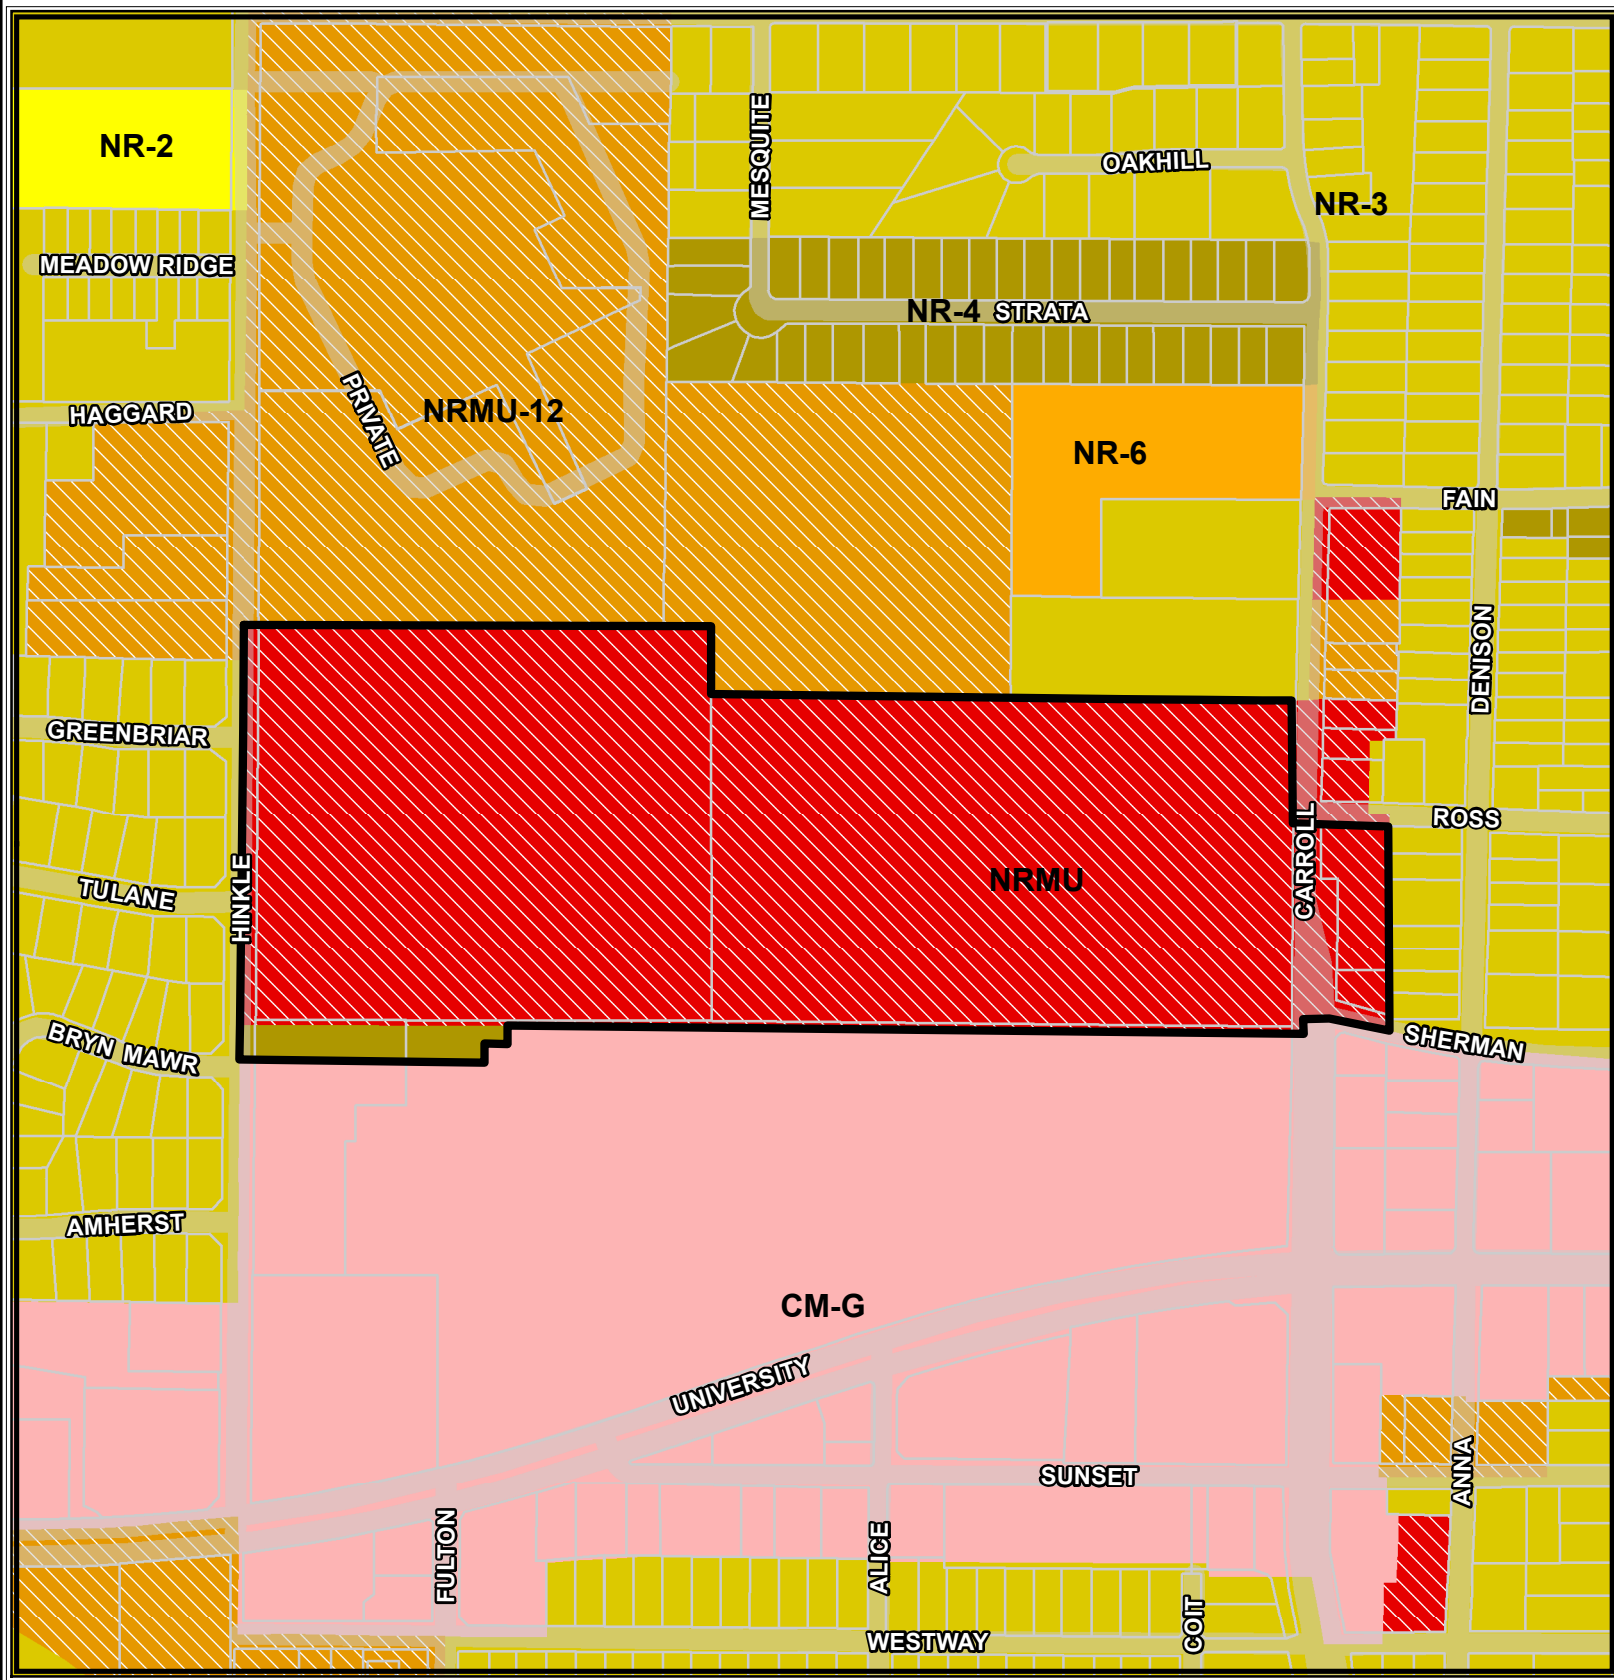 MESQUITE
NR-2
OAKHILL
NR-3
MEADOW RIDGE
NR-4
STRATA
HAGGARD
PRIVATE
NRMU-12
NR-6
FAIN
DENISON
GREENBRIAR
ROSS
HINKLE
CARROLL
TULANE
NRMU
BRYN MAWR
SHERMAN
AMHERST
CM-G
UNIVERSITY
SUNSET
ANNA
FULTON
ALICE
COIT
WESTWAY